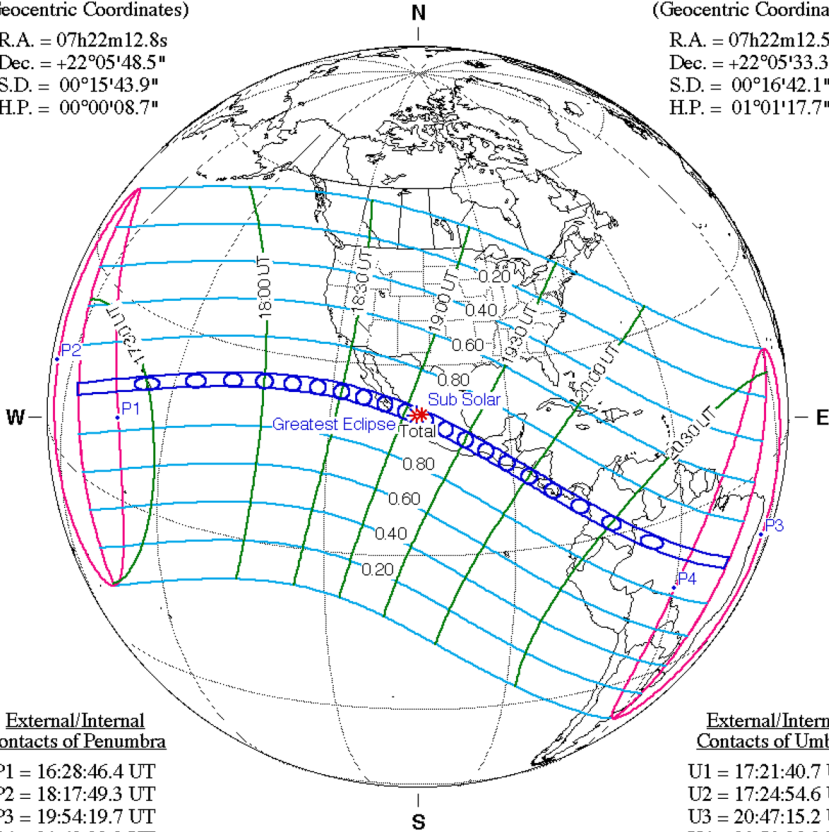 eocentric Coordinates)
N
(Geocentric Coordina
R.A. = 07h22m12.8s
Dec. = +22°05'48.5"
S.D. = 00°15'43.9"
H.P. = 00°00'08.7"
R.A. = 07h22m12.5
Dec. = +22°05'33.3
S.D. = 00°16'42.1"
H.P. = 01°01'17.7"
17:30 UT
18:00 UT
18:30 UT
19:00 UT
19:30 UT
20:00 UT
20:30 UT
0.20
0.40
0.60
0.80
P2
P1
W
E
Sub Solar
Greatest Eclipse
Total
0.80
0.60
0.40
0.20
P3
P4
External/Internal
ontacts of Penumbra
P1 = 16:28:46.4 UT
P2 = 18:17:49.3 UT
P3 = 19:54:19.7 UT
External/Intern
Contacts of Umb
U1 = 17:21:40.7
U2 = 17:24:54.6 U
U3 = 20:47:15.2 U
S